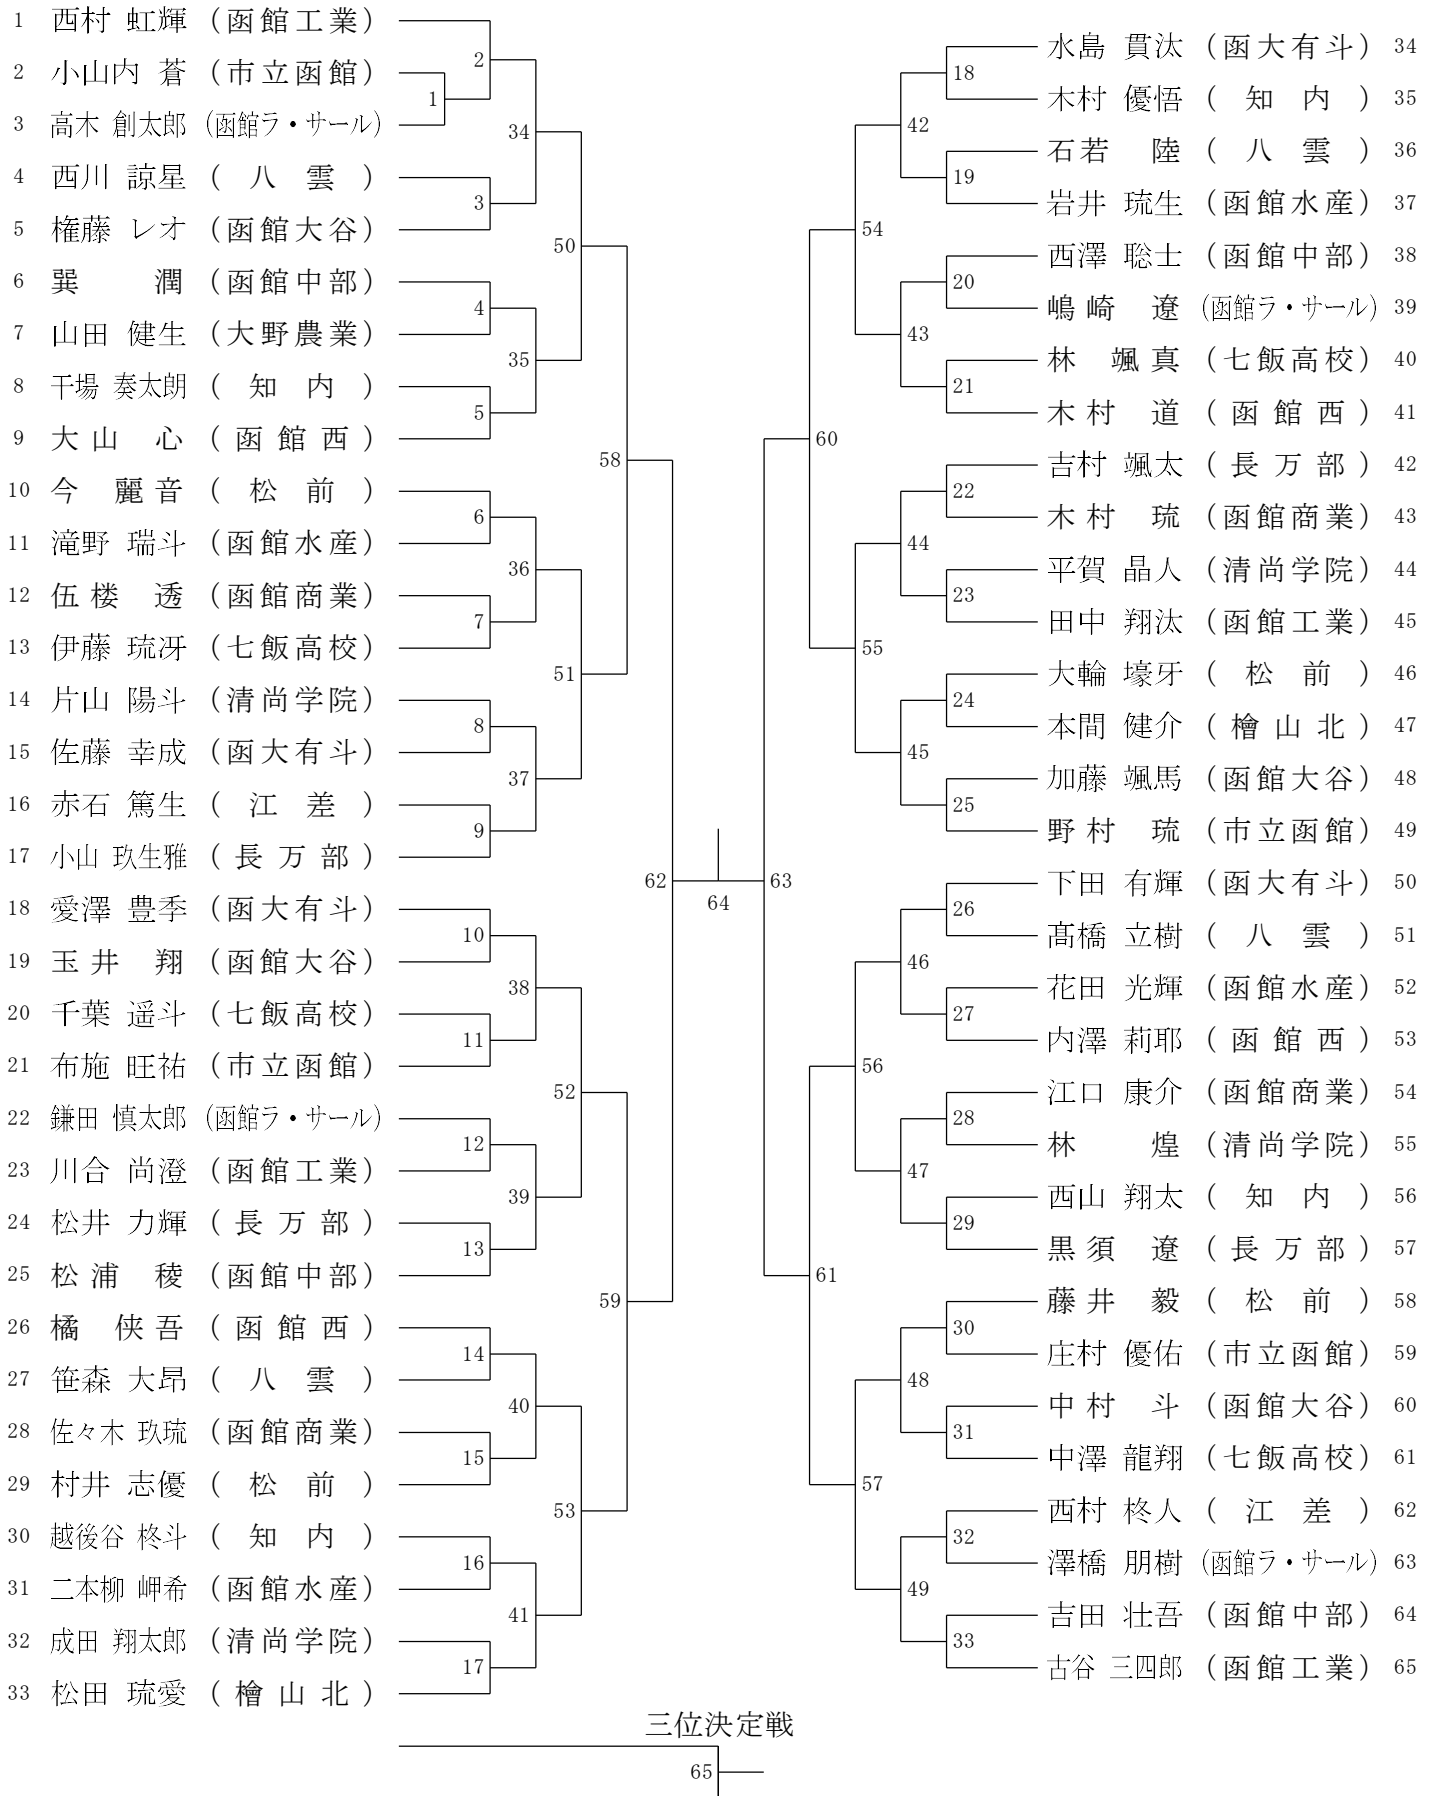 1 西村 虹輝 (函館工業)
2 小山内 蒼 (市立函館)
3 高木 創太郎 (函館ラ・サール)
4 西川 諒星 (八雲)
5 権藤 レオ (函館大谷)
6 巽 潤 (函館中部)
7 山田 健生 (大野農業)
8 干場 奏太朗 (知内)
9 大山 心 (函館西)
10 今 麗音 (松前)
11 滝野 瑞斗 (函館水産)
12 伍楼 透 (函館商業)
13 伊藤 琉冴 (七飯高校)
14 片山 陽斗 (清尚学院)
15 佐藤 幸成 (函大有斗)
16 赤石 篤生 (江差)
17 小山 玖生雅 (長万部)
18 愛澤 豊季 (函大有斗)
19 玉井 翔 (函館大谷)
20 千葉 遥斗 (七飯高校)
21 布施 旺祐 (市立函館)
22 鎌田 慎太郎 (函館ラ・サール)
23 川合 尚澄 (函館工業)
24 松井 力輝 (長万部)
25 松浦 稜 (函館中部)
26 橘 侠吾 (函館西)
27 笹森 大昂 (八雲)
28 佐々木 玖琉 (函館商業)
29 村井 志優 (松前)
30 越後谷 柊斗 (知内)
31 二本柳 岬希 (函館水産)
32 成田 翔太郎 (清尚学院)
33 松田 琉愛 (檜山北)
1
2
3
4
5
6
7
8
9
10
11
12
13
14
15
16
17
34
35
36
37
38
39
40
41
50
51
52
53
58
59
62
64
63
60
61
54
55
56
57
42
43
44
45
46
47
48
49
18
19
20
21
22
23
24
25
26
27
28
29
30
31
32
33
水島 貫汰 (函大有斗) 34
木村 優悟 (知内) 35
石若 陸 (八雲) 36
岩井 琉生 (函館水産) 37
西澤 聡士 (函館中部) 38
嶋崎 遼 (函館ラ・サール) 39
林 颯真 (七飯高校) 40
木村 道 (函館西) 41
吉村 颯太 (長万部) 42
木村 琉 (函館商業) 43
平賀 晶人 (清尚学院) 44
田中 翔汰 (函館工業) 45
大輪 壕牙 (松前) 46
本間 健介 (檜山北) 47
加藤 颯馬 (函館大谷) 48
野村 琉 (市立函館) 49
下田 有輝 (函大有斗) 50
髙橋 立樹 (八雲) 51
花田 光輝 (函館水産) 52
内澤 莉耶 (函館西) 53
江口 康介 (函館商業) 54
林 煌 (清尚学院) 55
西山 翔太 (知内) 56
黒須 遼 (長万部) 57
藤井 毅 (松前) 58
庄村 優佑 (市立函館) 59
中村 斗 (函館大谷) 60
中澤 龍翔 (七飯高校) 61
西村 柊人 (江差) 62
澤橋 朋樹 (函館ラ・サール) 63
吉田 壮吾 (函館中部) 64
古谷 三四郎 (函館工業) 65
三位決定戦
65